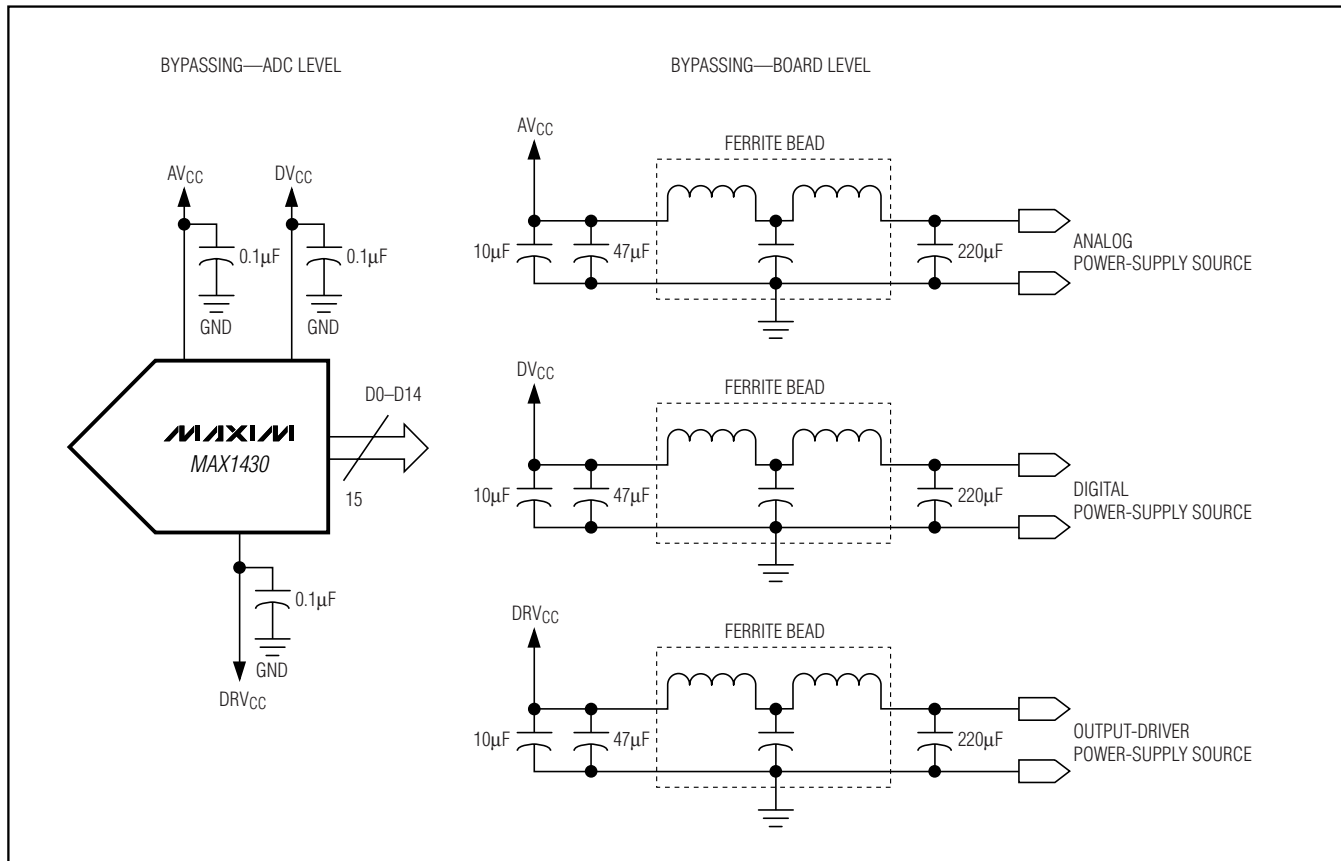 BYPASSING—ADC LEVEL
BYPASSING—BOARD LEVEL
AVCC
DVCC
0.1µF
0.1µF
GND
GND
D0–D14
MAXIM
MAX1430
15
0.1µF
GND
DRVCC
AVCC
FERRITE BEAD
10µF
47µF
220µF
ANALOG
POWER-SUPPLY SOURCE
DVCC
FERRITE BEAD
10µF
47µF
220µF
DIGITAL
POWER-SUPPLY SOURCE
DRVCC
FERRITE BEAD
10µF
47µF
220µF
OUTPUT-DRIVER
POWER-SUPPLY SOURCE